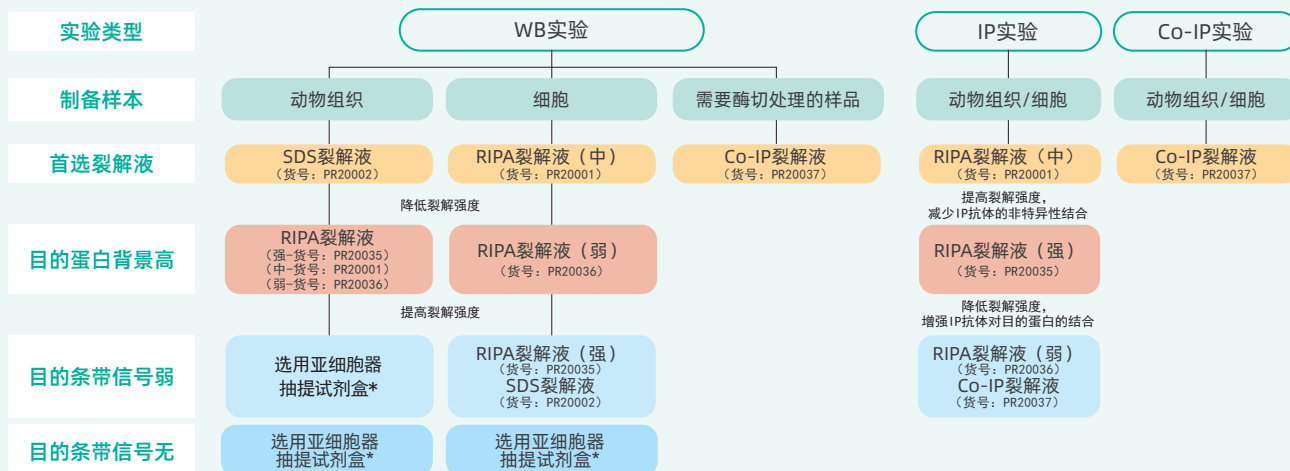 实验类型
WB实验
IP实验
Co-IP实验
制备样本
动物组织
细胞
需要酶切处理的样品
动物组织/细胞
动物组织/细胞
首选裂解液
SDS裂解液
（货号：PR20002）
RIPA裂解液（中）
（货号：PR20001）
Co-IP裂解液
（货号：PR20037）
RIPA裂解液（中）
（货号：PR20001）
Co-IP裂解液
（货号：PR20037）
降低裂解强度
提高裂解强度，
减少IP抗体的非特异性结合
目的蛋白背景高
RIPA裂解液
（强-货号：PR20035）
（中-货号：PR20001）
（弱-货号：PR20036）
RIPA裂解液（弱）
（货号：PR20036）
RIPA裂解液（强）
（货号：PR20035）
提高裂解强度
降低裂解强度，
增强IP抗体对目的蛋白的结合
目的条带信号弱
选用亚细胞器
抽提试剂盒*
RIPA裂解液（强）
（货号：PR20035）
SDS裂解液
（货号：PR20002）
RIPA裂解液（弱）
（货号：PR20036）
Co-IP裂解液
（货号：PR20037）
目的条带信号无
选用亚细胞器
抽提试剂盒*
选用亚细胞器
抽提试剂盒*